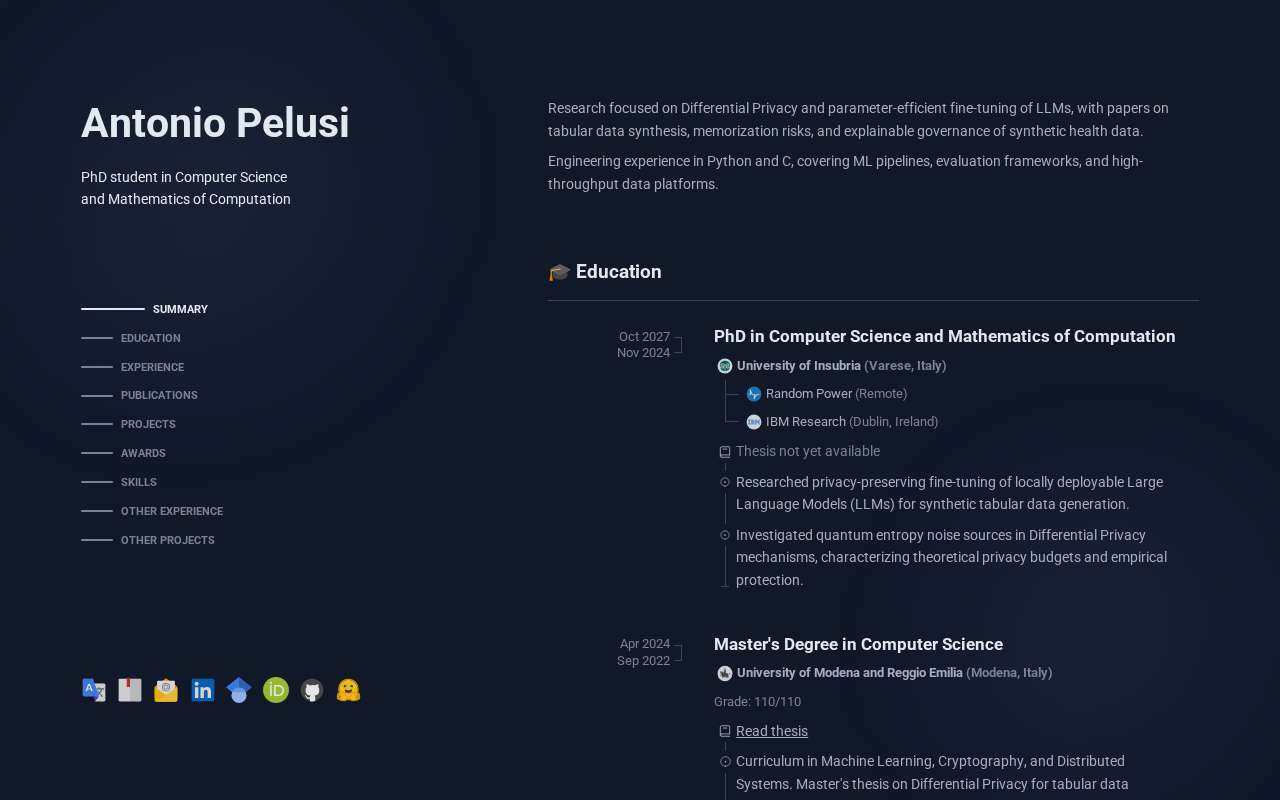 Antonio Pelusi
PhD student in Computer Science
and Mathematics of Computation
SUMMARY
EDUCATION
EXPERIENCE
PUBLICATIONS
PROJECTS
AWARDS
SKILLS
OTHER EXPERIENCE
OTHER PROJECTS
Research focused on Differential Privacy and parameter-efficient fine-tuning of LLMs, with papers on
tabular data synthesis, memorization risks, and explainable governance of synthetic health data.
Engineering experience in Python and C, covering ML pipelines, evaluation frameworks, and high-
throughput data platforms.
Education
Oct 2027
Nov 2024
PhD in Computer Science and Mathematics of Computation
University of Insubria (Varese, Italy)
Random Power (Remote)
IBM Research (Dublin, Ireland)
Thesis not yet available
Researched privacy-preserving fine-tuning of locally deployable Large
Language Models (LLMs) for synthetic tabular data generation.
Investigated quantum entropy noise sources in Differential Privacy
mechanisms, characterizing theoretical privacy budgets and empirical
protection.
Apr 2024
Sep 2022
Master's Degree in Computer Science
University of Modena and Reggio Emilia (Modena, Italy)
Grade: 110/110
Read thesis
Curriculum in Machine Learning, Cryptography, and Distributed
Systems. Master's thesis on Differential Privacy for tabular data